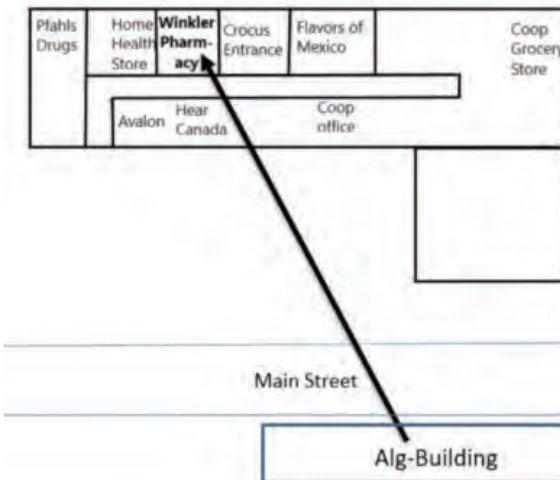 Pfahls
Drugs
Home
Health
Store
Winkler
Pharm-
acy
Crocus
Entrance
Flavors of
Mexico
Coop
Grocery
Store
Avalon
Hear
Canada
Coop
office
Main Street
Alg-Building